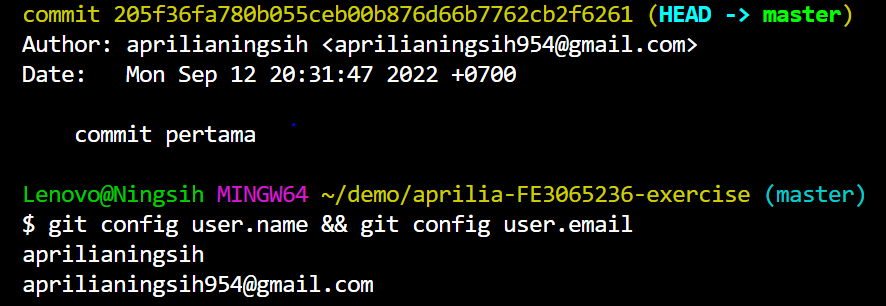 commit 205f36fa780b055ceb00b876d66b7762cb2f6261 (HEAD -> master)
Author: aprilianingsih <aprilianingsih954@gmail.com>
Date:   Mon Sep 12 20:31:47 2022 +0700
    commit pertama
Lenovo@Ningsih MINGW64 ~/demo/aprilia-FE3065236-exercise (master)
$ git config user.name && git config user.email
aprilianingsih
aprilianingsih954@gmail.com